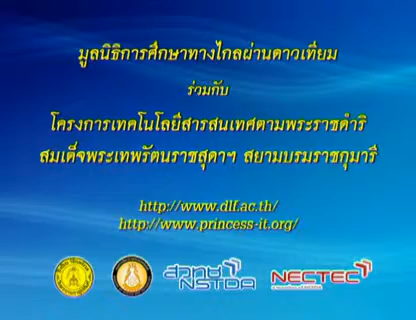 มูลนิธิการศึกษาทางไกลผ่านดาวเทียม
ร่วมกับ
โครงการเทคโนโลยีสารสนเทศตามพระราชดำริ
สมเด็จพระเทพรัตนราชสุดาฯ สยามบรมราชกุมารี
http://www.dlf.ac.th/
http://www.princess-it.org/
สวทช
NSTDA
NECTEC